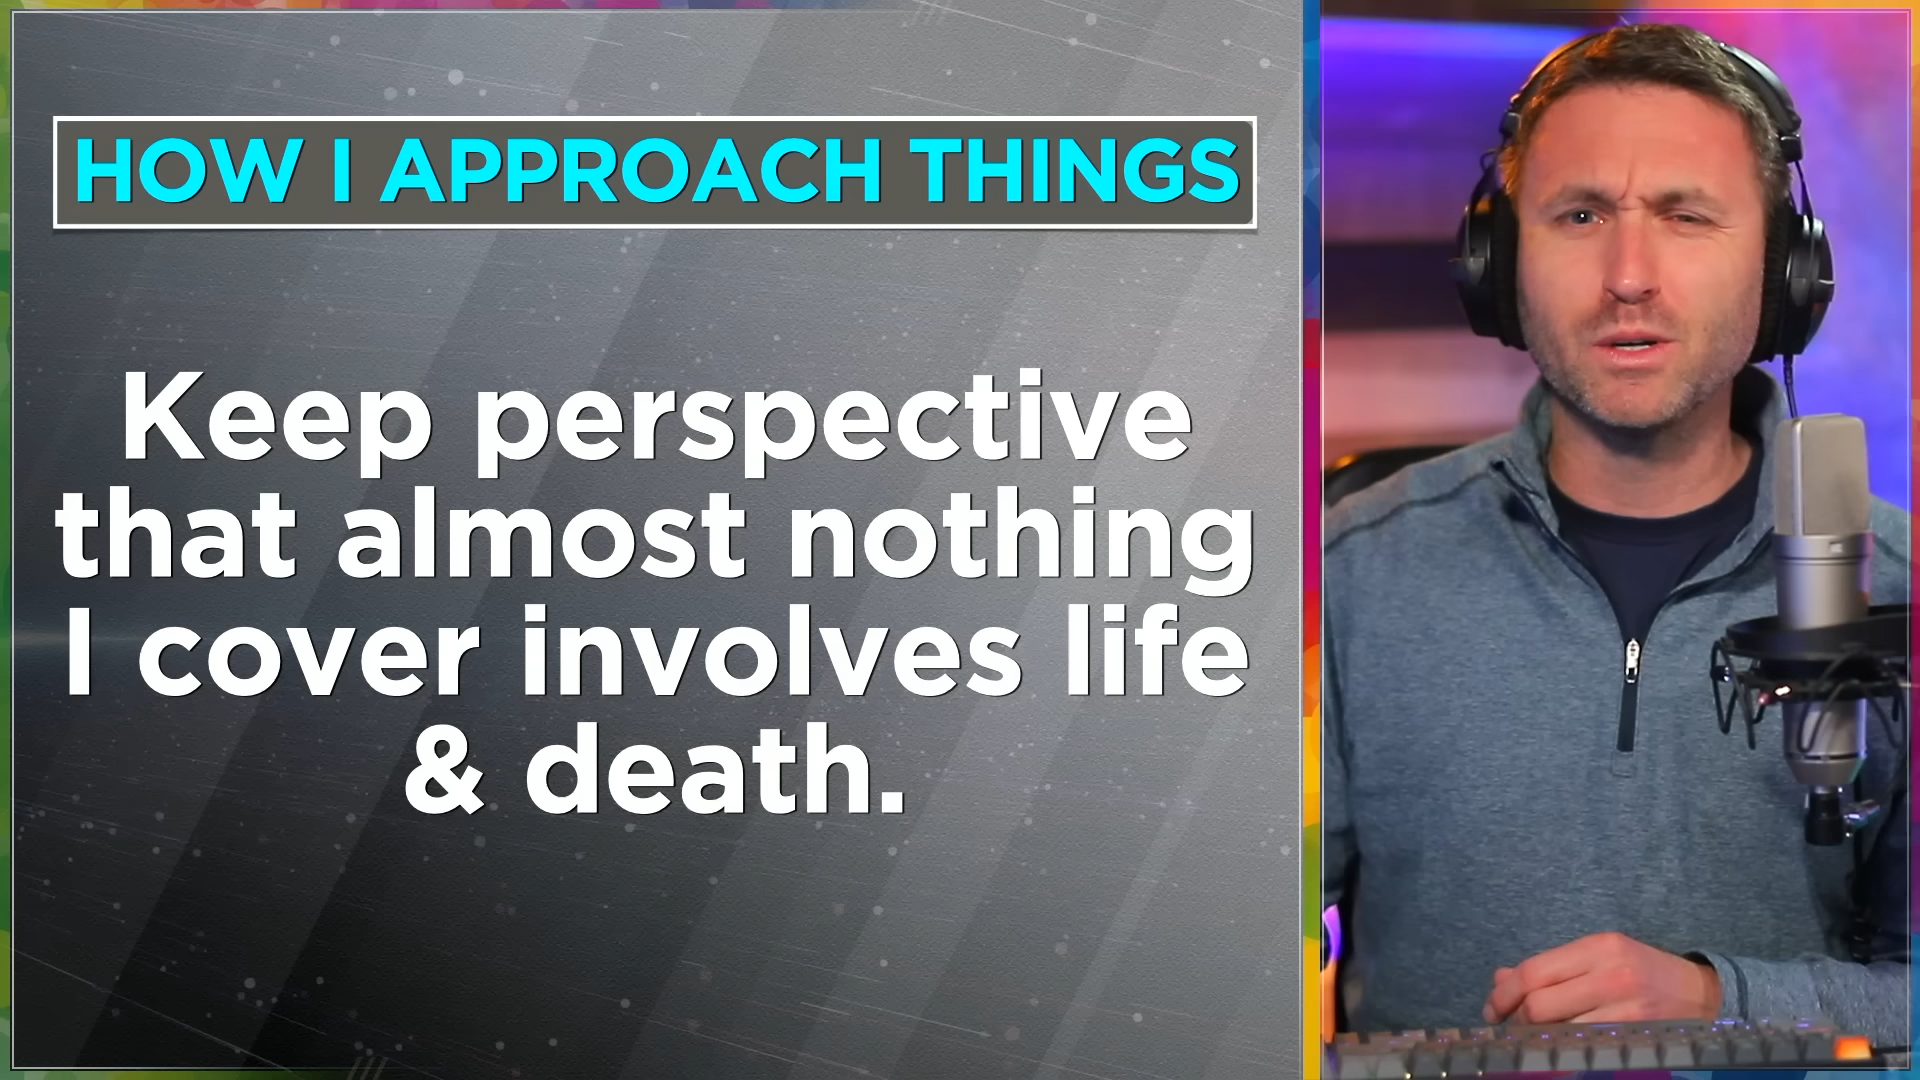 HOW I APPROACH THINGS
Keep perspective
that almost nothing
I cover involves life
& death.